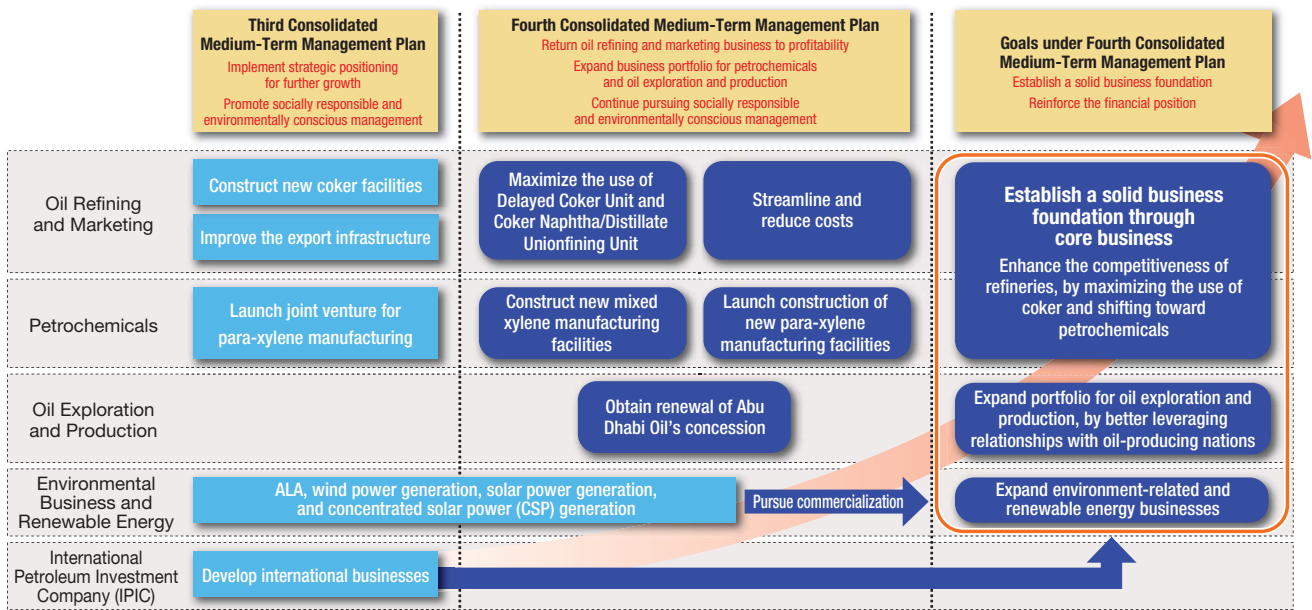 Third Consolidated
Medium-Term Management Plan
Implement strategic positioning
for further growth
Promote socially responsible and
environmentally conscious management
Fourth Consolidated Medium-Term Management Plan
Return oil refining and marketing business to profitability
Expand business portfolio for petrochemicals
and oil exploration and production
Continue pursuing socially responsible
and environmentally conscious management
Goals under Fourth Consolidated
Medium-Term Management Plan
Establish a solid business foundation
Reinforce the financial position
Oil Refining
and Marketing
Construct new coker facilities
Improve the export infrastructure
Maximize the use of
Delayed Coker Unit and
Coker Naphtha/Distillate
Unionfining Unit
Streamline and
reduce costs
Establish a solid business
foundation through
core business
Enhance the competitiveness of
refineries, by maximizing the use of
coker and shifting toward
petrochemicals
Petrochemicals
Launch joint venture for
para-xylene manufacturing
Construct new mixed
xylene manufacturing
facilities
Launch construction of
new para-xylene
manufacturing facilities
Oil Exploration
and Production
Obtain renewal of Abu
Dhabi Oil's concession
Expand portfolio for oil exploration and
production, by better leveraging
relationships with oil-producing nations
Environmental
Business and
Renewable Energy
ALA, wind power generation, solar power generation,
and concentrated solar power (CSP) generation
Pursue commercialization
Expand environment-related and
renewable energy businesses
International
Petroleum Investment
Company (IPIC)
Develop international businesses